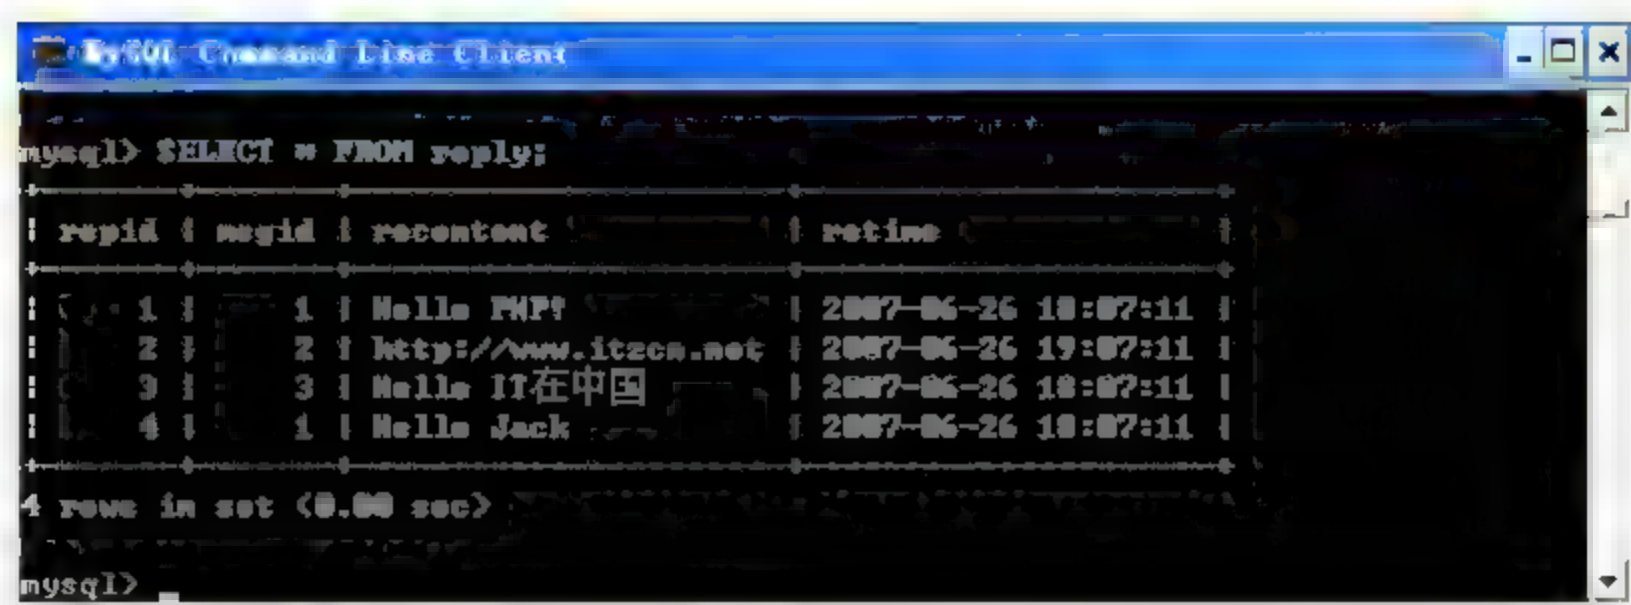 MySQL Command Line Client
mysql> SELECT * FROM reply;
+-------+-------+----------------------+---------------------+
| repid | msgid | recontent | retime |
+-------+-------+----------------------+---------------------+
| 1 | 1 | Hello PHP! | 2007-06-26 18:07:11 |
| 2 | 2 | http://www.itzcn.net | 2007-06-26 19:07:11 |
| 3 | 3 | Hello IT在中国 | 2007-06-26 18:07:11 |
| 4 | 1 | Hello Jack | 2007-06-26 18:07:11 |
+-------+-------+----------------------+---------------------+
4 rows in set (0.00 sec)
mysql> _